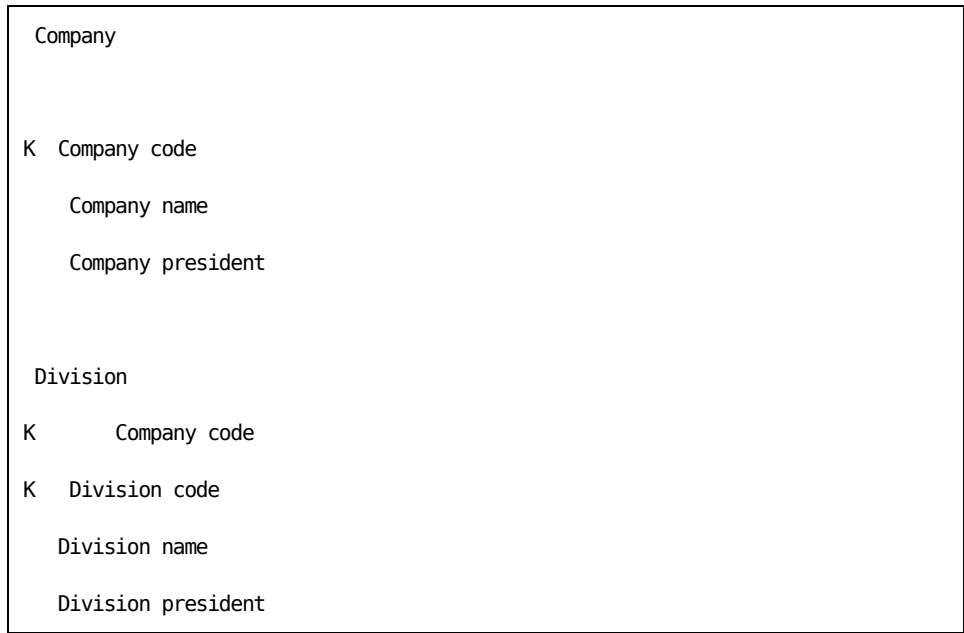 Company
K Company code
Company name
Company president
Division
K Company code
K Division code
Division name
Division president